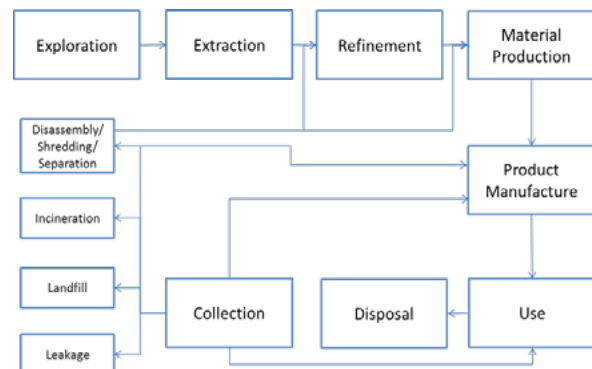 Exploration
Extraction
Refinement
Material
Production
Disassembly/
Shredding/
Separation
Product
Manufacture
Incineration
Landfill
Collection
Disposal
Use
Leakage